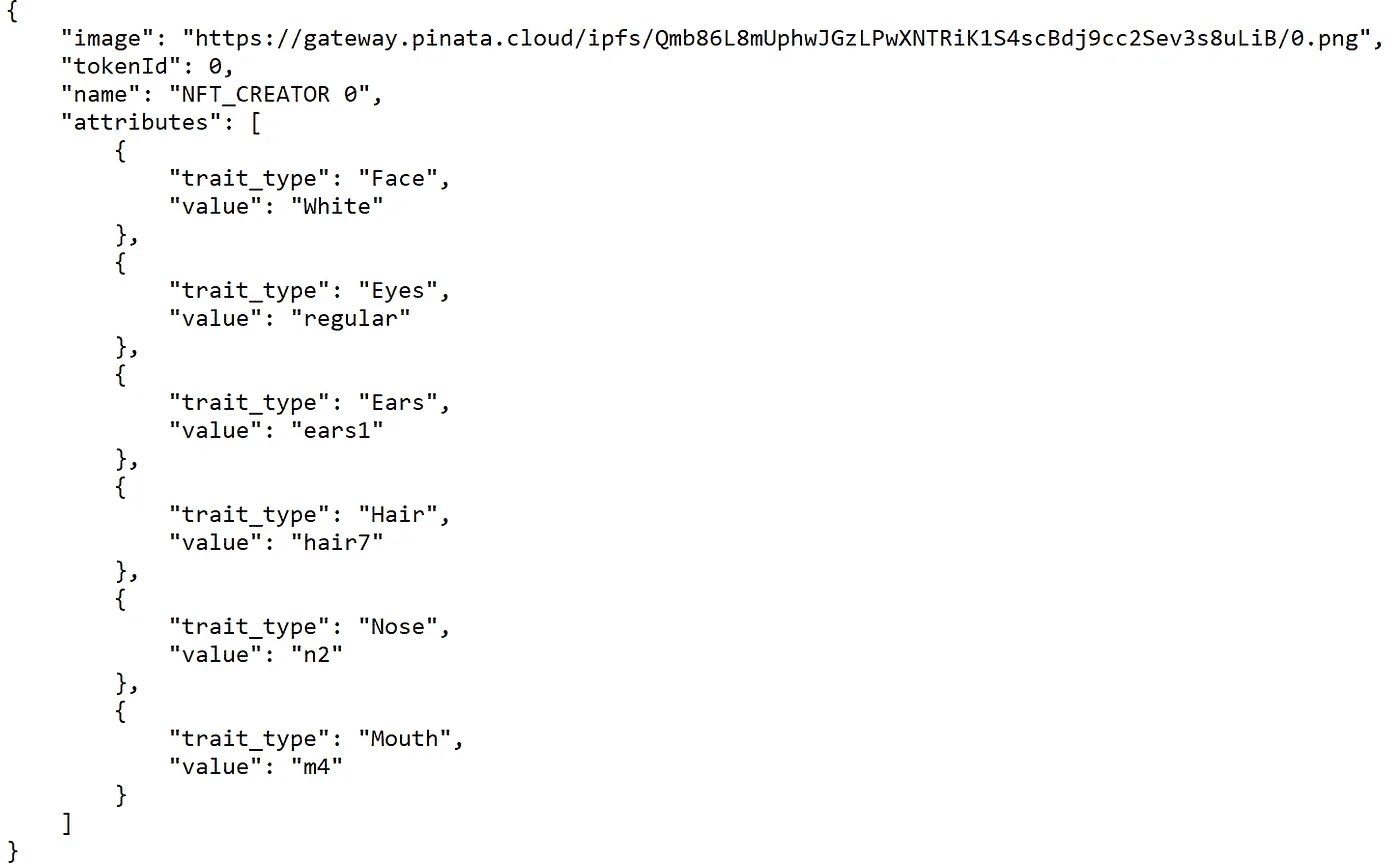 {
    "image": "https://gateway.pinata.cloud/ipfs/Qmb86L8mUphwJGzLPwXNTRiK1S4scBdj9cc2Sev3s8uLiB/0.png",
    "tokenId": 0,
    "name": "NFT_CREATOR 0",
    "attributes": [
        {
            "trait_type": "Face",
            "value": "White"
        },
        {
            "trait_type": "Eyes",
            "value": "regular"
        },
        {
            "trait_type": "Ears",
            "value": "ears1"
        },
        {
            "trait_type": "Hair",
            "value": "hair7"
        },
        {
            "trait_type": "Nose",
            "value": "n2"
        },
        {
            "trait_type": "Mouth",
            "value": "m4"
        }
    ]
}